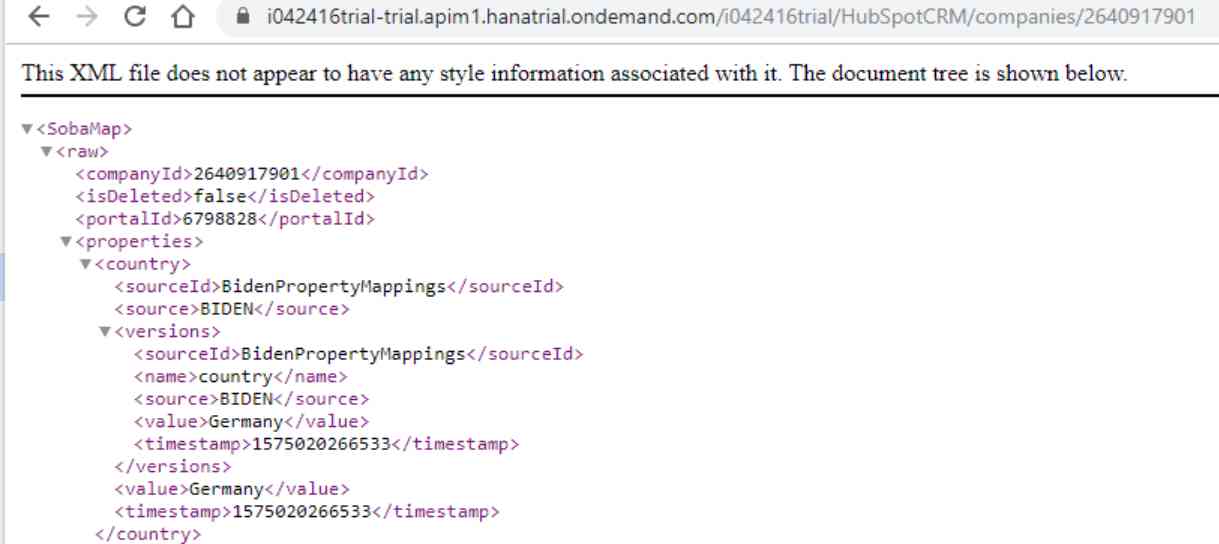 i042416trial-trial.apim1.hanatrial.ondemand.com/i042416trial/HubSpotCRM/companies/2640917901
This XML file does not appear to have any style information associated with it. The document tree is shown below.
▼<SobaMap>
▼<raw>
<companyId>2640917901</companyId>
<isDeleted>false</isDeleted>
<portalId>6798828</portalId>
▼<properties>
▼<country>
<sourceId>BidenPropertyMappings</sourceId>
<source>BIDEN</source>
▼<versions>
<sourceId>BidenPropertyMappings</sourceId>
<name>country</name>
<source>BIDEN</source>
<value>Germany</value>
<timestamp>1575020266533</timestamp>
</versions>
<value>Germany</value>
<timestamp>1575020266533</timestamp>
</country>